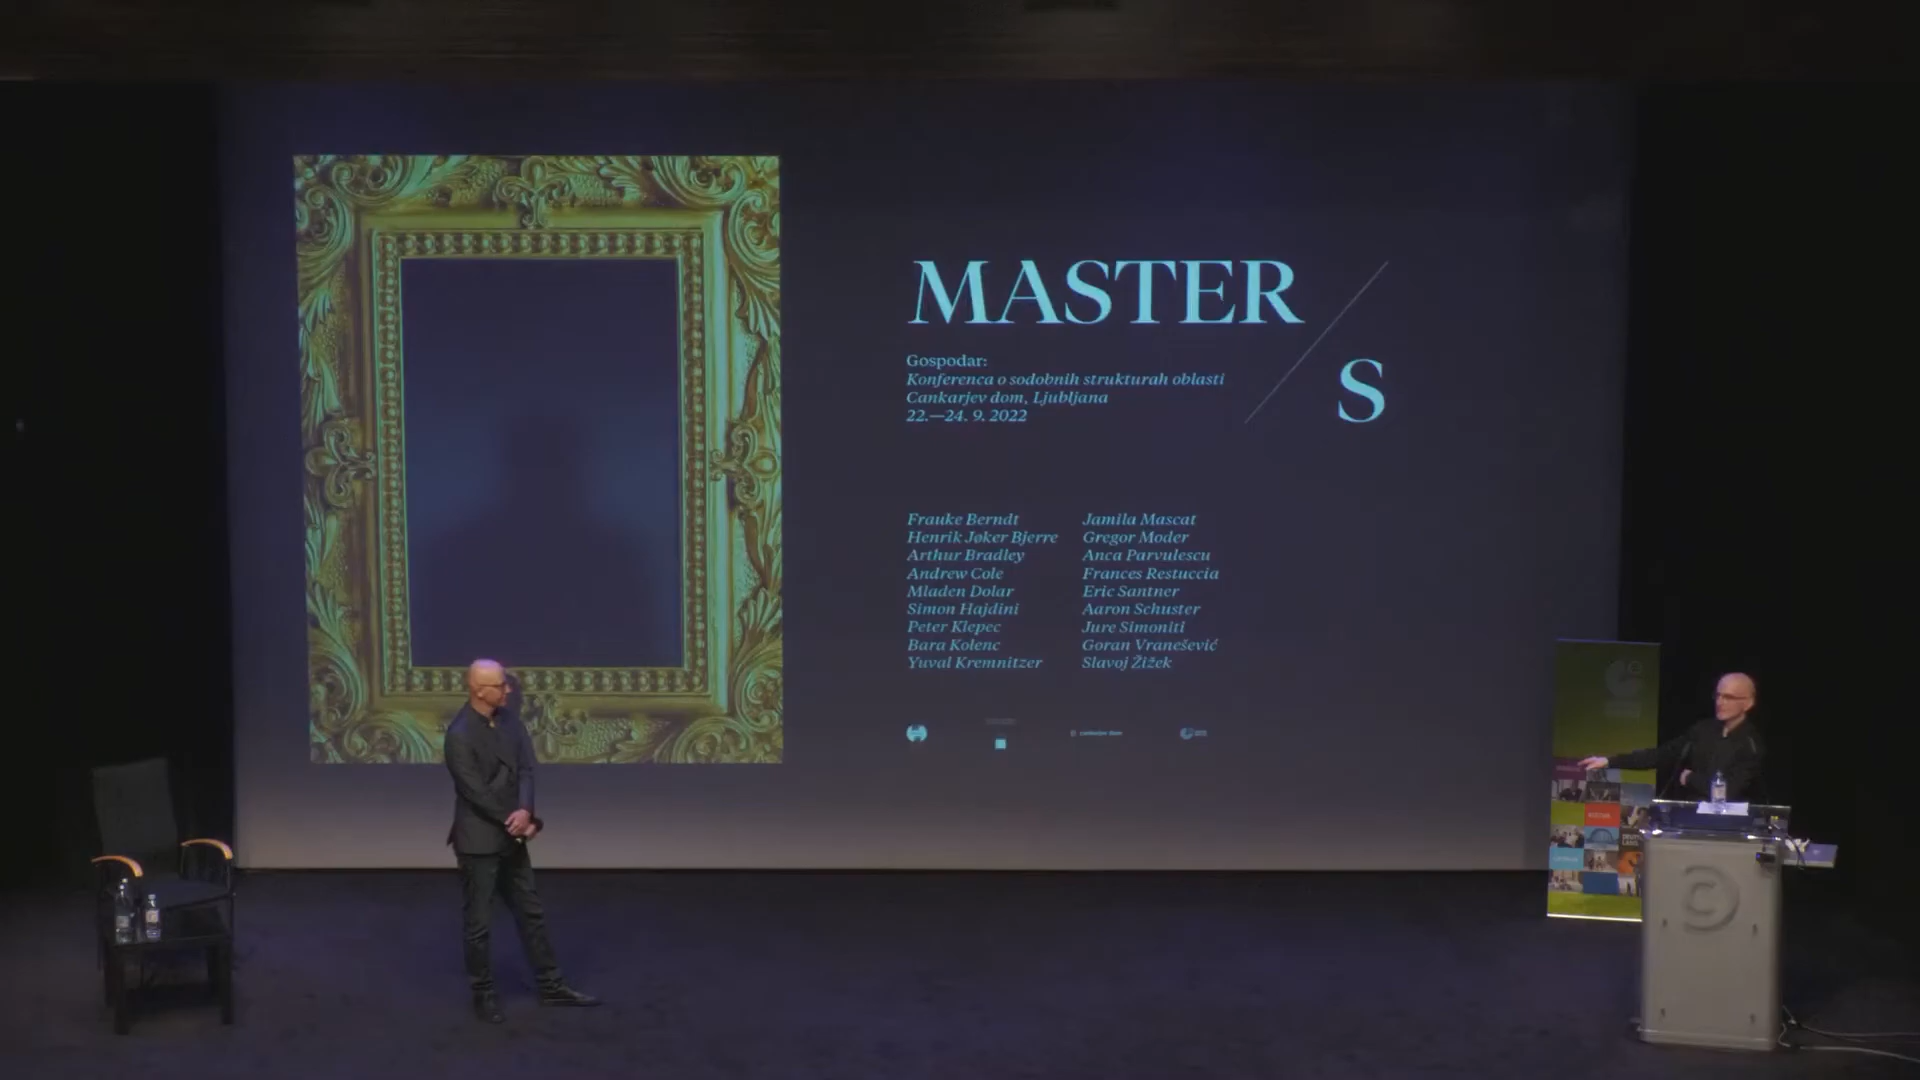 MASTER
S
Gospodar:
Konferenca o sodobnih strukturah oblasti
Cankarjev dom, Ljubljana
22.—24. 9. 2022
Frauke Berndt
Henrik Jøker Bjerre
Arthur Bradley
Andrew Cole
Mladen Dolar
Simon Hajdini
Peter Klepec
Bara Kolenc
Yuval Kremnitzer
Jamila Mascat
Gregor Moder
Anca Parvulescu
Frances Restuccia
Eric Santner
Aaron Schuster
Jure Simoniti
Goran Vranešević
Slavoj Žižek
cankarjev dom